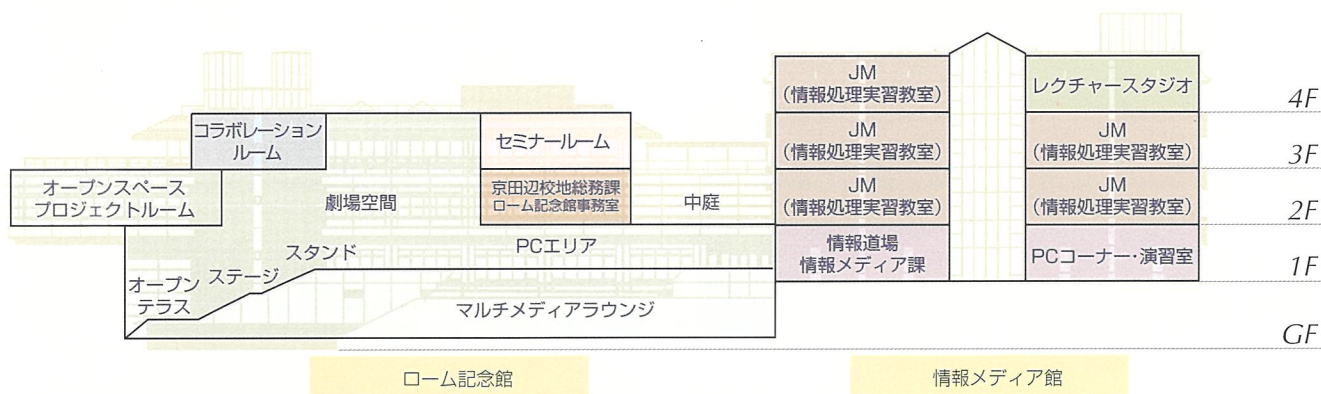 JM
（情報処理実習教室）
レクチャースタジオ
4F
コラボレーション
ルーム
セミナールーム
JM
（情報処理実習教室）
JM
（情報処理実習教室）
3F
オープンスペース
プロジェクトルーム
劇場空間
京田辺校地総務課
ローム記念館事務室
中庭
JM
（情報処理実習教室）
JM
（情報処理実習教室）
2F
オープン
テラス
ステージ
スタンド
PCエリア
情報道場
情報メディア課
PCコーナー・演習室
1F
マルチメディアラウンジ
GF
ローム記念館
情報メディア館